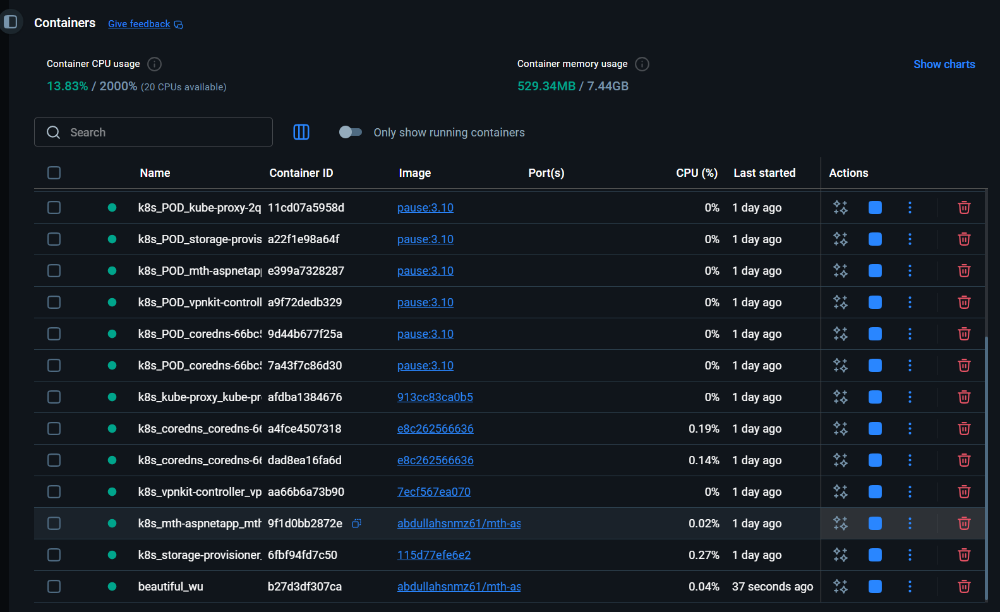 Containers Give feedback
Container CPU usage
13.83% / 2000% (20 CPUs available)
Container memory usage
529.34MB / 7.44GB
Show charts
Search
Only show running containers
Name Container ID Image Port(s) CPU (%) Last started Actions
k8s_POD_kube-proxy-2q 11cd07a5958d pause:3.10 0% 1 day ago
k8s_POD_storage-provis a22f1e98a64f pause:3.10 0% 1 day ago
k8s_POD_mth-aspnetapp e399a7328287 pause:3.10 0% 1 day ago
k8s_POD_vpnkit-controll a9f72dedb329 pause:3.10 0% 1 day ago
k8s_POD_coredns-66bc5 9d44b677f25a pause:3.10 0% 1 day ago
k8s_POD_coredns-66bc5 7a43f7c86d30 pause:3.10 0% 1 day ago
k8s_kube-proxy_kube-pr afdba1384676 913cc83ca0b5 0% 1 day ago
k8s_coredns_coredns-66 a4fce4507318 e8c262566636 0.19% 1 day ago
k8s_coredns_coredns-66 dad8ea16fa6d e8c262566636 0.14% 1 day ago
k8s_vpnkit-controller_vp aa66b6a73b90 7ecf567ea070 0% 1 day ago
k8s_mth-aspnetapp_mth 9f1d0bb2872e abdullahsnmz61/mth-as 0.02% 1 day ago
k8s_storage-provisioner_ 6fbf94fd7c50 115d77efe6e2 0.27% 1 day ago
beautiful_wu b27d3df307ca abdullahsnmz61/mth-as 0.04% 37 seconds ago